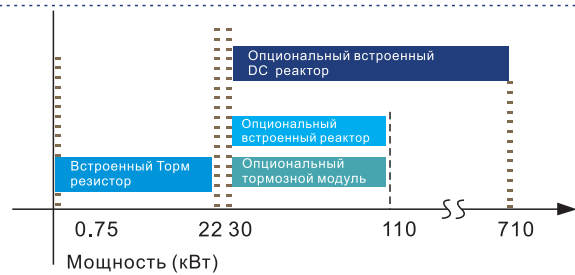 Опциональный встроенный
DC реактор
Опциональный
встроенный реактор
Встроенный Торм
резистор
Опциональный
тормозной модуль
0.75 22 30 110 710
Мощность (кВт)